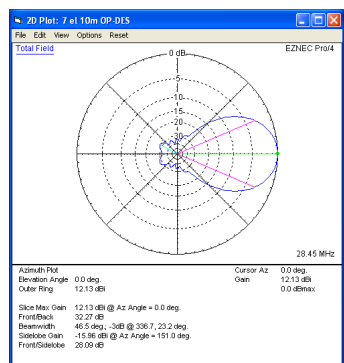 2D Plot: 7 el 10m OP-DES
File Edit View Options Reset
Total Field
EZNEC Pro/4
0 dB
-5
-10
-20
-30
28.45 MHz
Azimuth Plot
Elevation Angle 0.0 deg.
Outer Ring 12.13 dBi
Cursor Az 0.0 deg.
Gain 12.13 dBi
0.0 dBmax
Slice Max Gain 12.13 dBi @ Az Angle = 0.0 deg.
Front/Back 32.27 dB
Beamwidth 46.5 deg.; -3dB @ 336.7, 23.2 deg.
Sidelobe Gain -15.96 dBi @ Az Angle = 151.0 deg.
Front/Sidelobe 28.09 dB